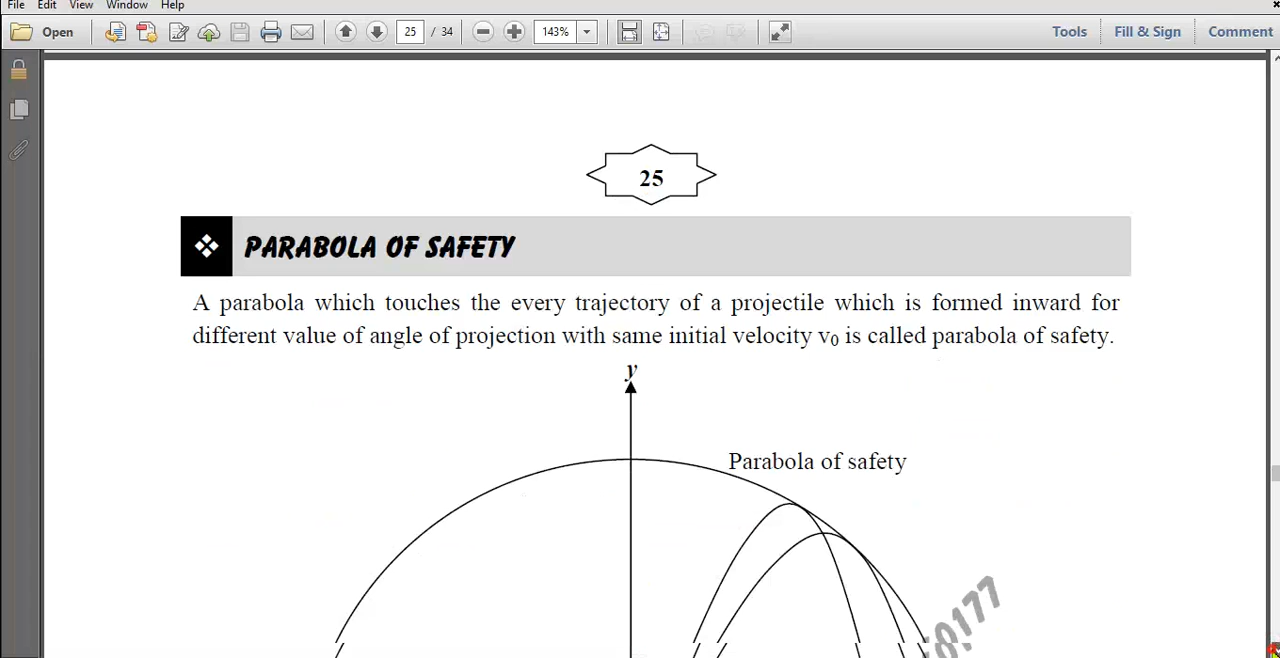 File Edit View Window Help
Open 25 / 34 143% Tools Fill & Sign Comment
25
PARABOLA OF SAFETY
A parabola which touches the every trajectory of a projectile which is formed inward for
different value of angle of projection with same initial velocity v₀ is called parabola of safety.
y
Parabola of safety